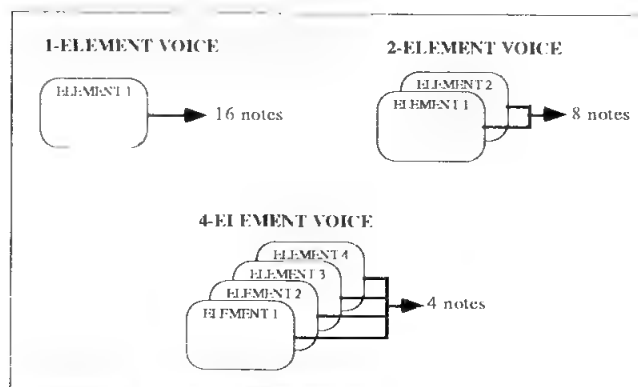 1-ELEMENT VOICE
ELEMENT 1
16 notes
2-ELEMENT VOICE
ELEMENT 2
ELEMENT 1
8 notes
4-ELEMENT VOICE
ELEMENT 4
ELEMENT 3
ELEMENT 2
ELEMENT 1
4 notes